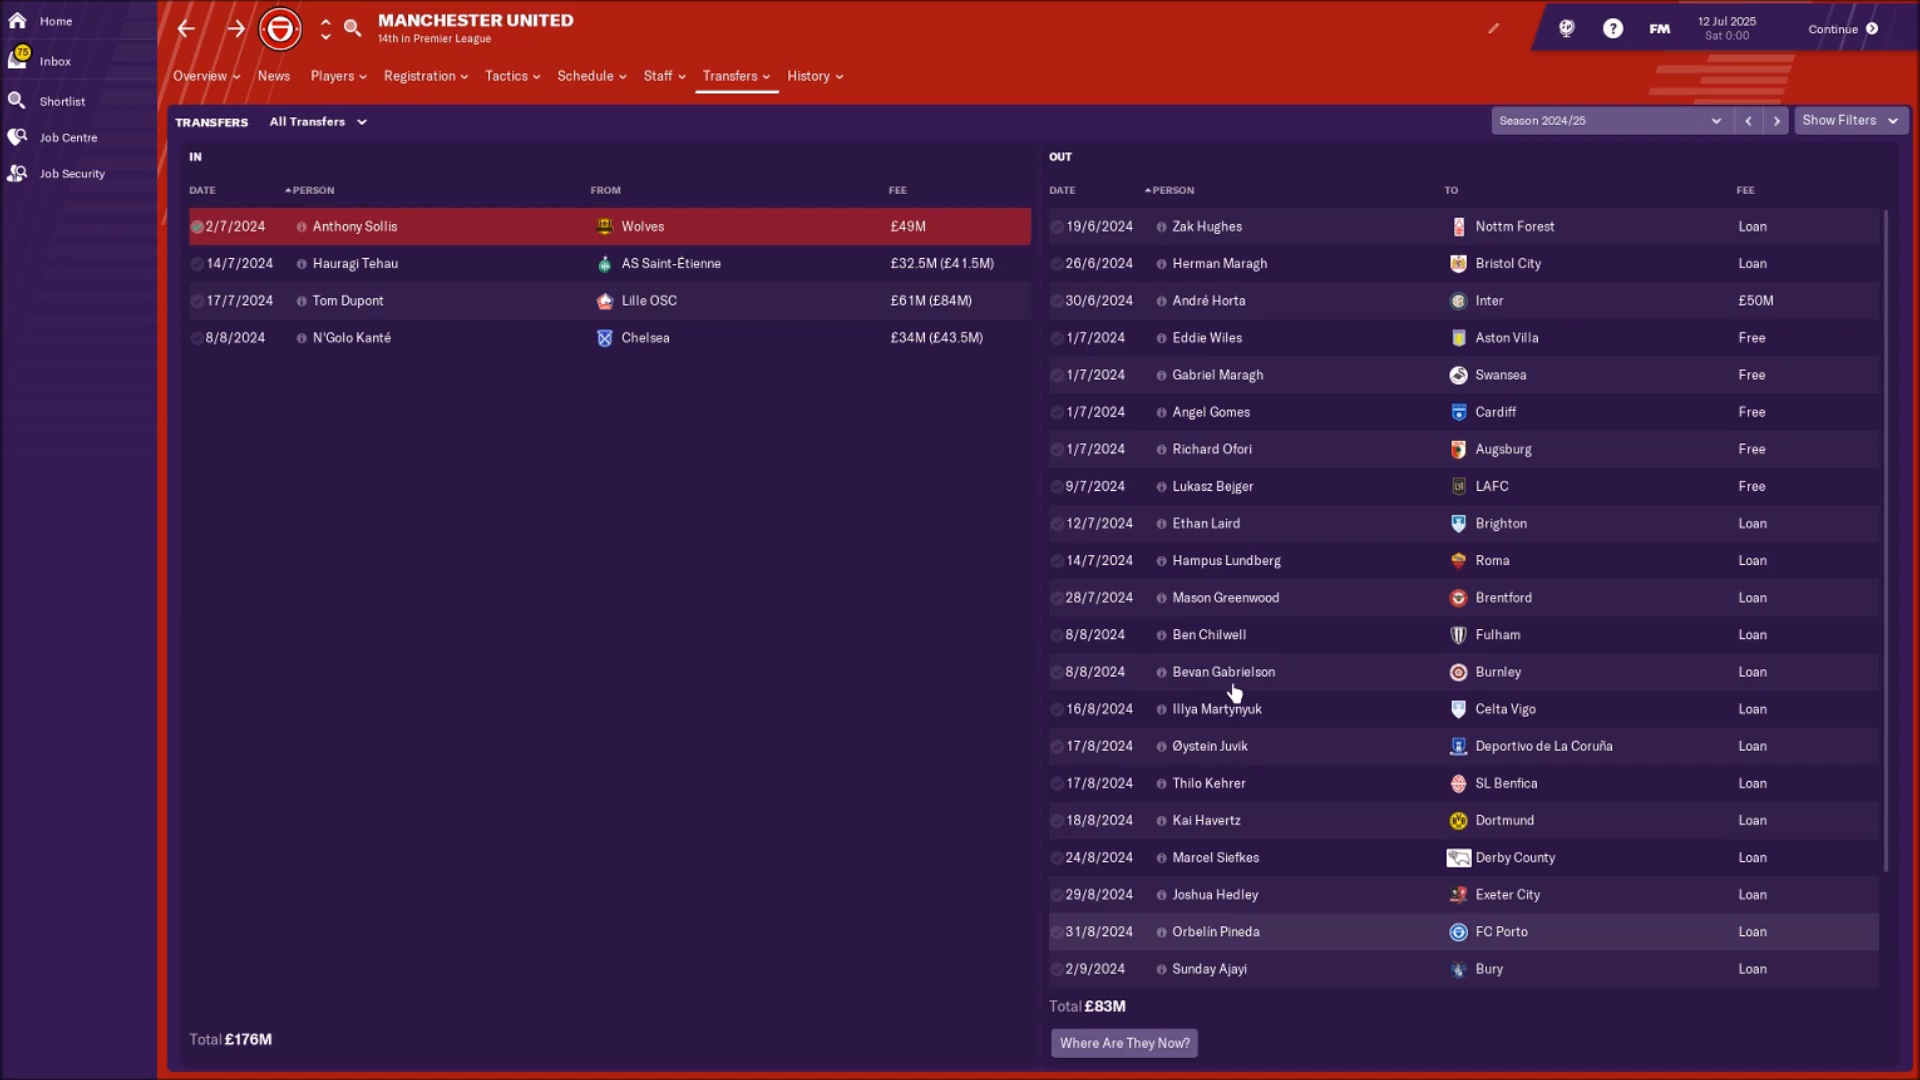 Home
75
Inbox
Shortlist
Job Centre
Job Security
MANCHESTER UNITED
14th in Premier League
FM
12 Jul 2025
Sat 0:00
Continue
Overview News Players Registration Tactics Schedule Staff Transfers History
TRANSFERS All Transfers
Season 2024/25
Show Filters
IN
DATE PERSON FROM FEE
2/7/2024 Anthony Sollis Wolves £49M
14/7/2024 Hauragi Tehau AS Saint-Étienne £32.5M (£41.5M)
17/7/2024 Tom Dupont Lille OSC £61M (£84M)
8/8/2024 N'Golo Kanté Chelsea £34M (£43.5M)
Total £176M
OUT
DATE PERSON TO FEE
19/6/2024 Zak Hughes Nottm Forest Loan
26/6/2024 Herman Maragh Bristol City Loan
30/6/2024 André Horta Inter £50M
1/7/2024 Eddie Wiles Aston Villa Free
1/7/2024 Gabriel Maragh Swansea Free
1/7/2024 Angel Gomes Cardiff Free
1/7/2024 Richard Ofori Augsburg Free
9/7/2024 Lukasz Bejger LAFC Free
12/7/2024 Ethan Laird Brighton Loan
14/7/2024 Hampus Lundberg Roma Loan
28/7/2024 Mason Greenwood Brentford Loan
8/8/2024 Ben Chilwell Fulham Loan
8/8/2024 Bevan Gabrielson Burnley Loan
16/8/2024 Illya Martynyuk Celta Vigo Loan
17/8/2024 Øystein Juvik Deportivo de La Coruña Loan
17/8/2024 Thilo Kehrer SL Benfica Loan
18/8/2024 Kai Havertz Dortmund Loan
24/8/2024 Marcel Siefkes Derby County Loan
29/8/2024 Joshua Hedley Exeter City Loan
31/8/2024 Orbelín Pineda FC Porto Loan
2/9/2024 Sunday Ajayi Bury Loan
Total £83M
Where Are They Now?